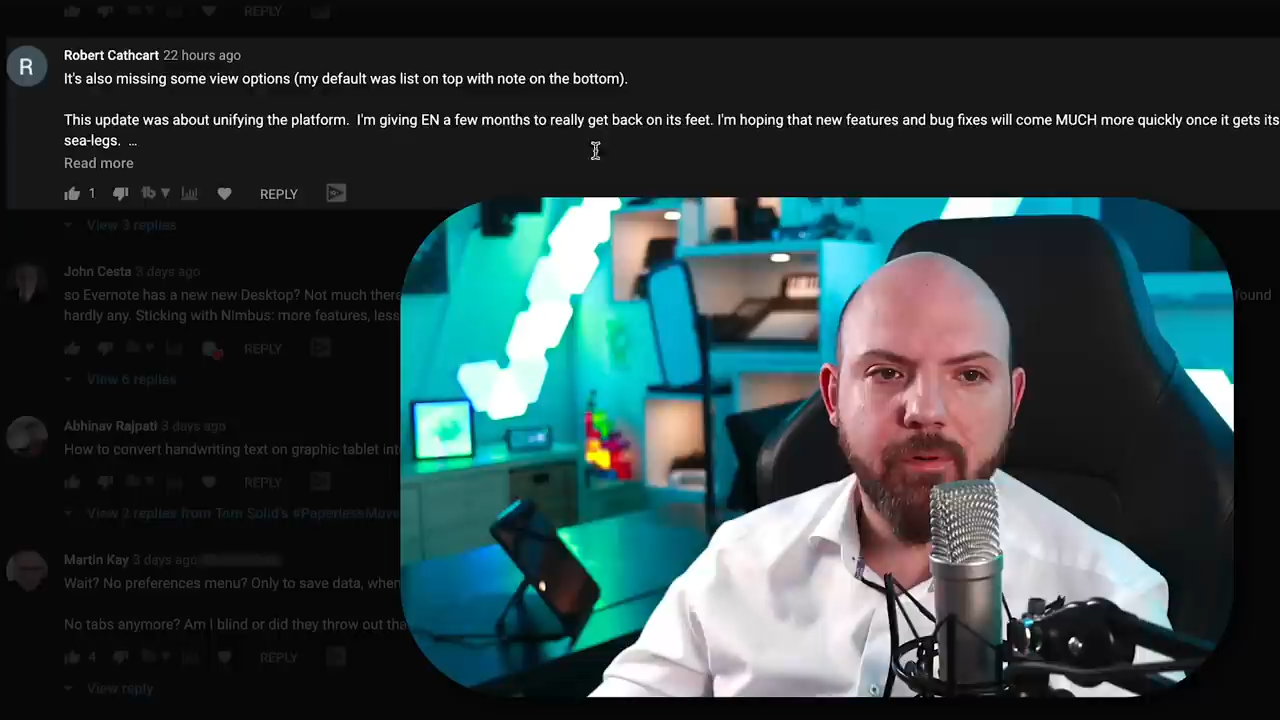 REPLY
Robert Cathcart 22 hours ago
It's also missing some view options (my default was list on top with note on the bottom).
This update was about unifying the platform. I'm giving EN a few months to really get back on its feet. I'm hoping that new features and bug fixes will come MUCH more quickly once it gets its
sea-legs. ...
Read more
1 REPLY
View 3 replies
John Cesta 3 days ago
so Evernote has a new new Desktop? Not much there found
hardly any. Sticking with NImbus: more features, less
REPLY
View 6 replies
Abhinav Rajpati 3 days ago
How to convert handwriting text on graphic tablet
REPLY
View 2 replies from Tom Solid's #PaperlessMove
Martin Kay 3 days ago
Wait? No preferences menu? Only to save data, when
No tabs anymore? Am I blind or did they throw out
4 REPLY
View reply
R